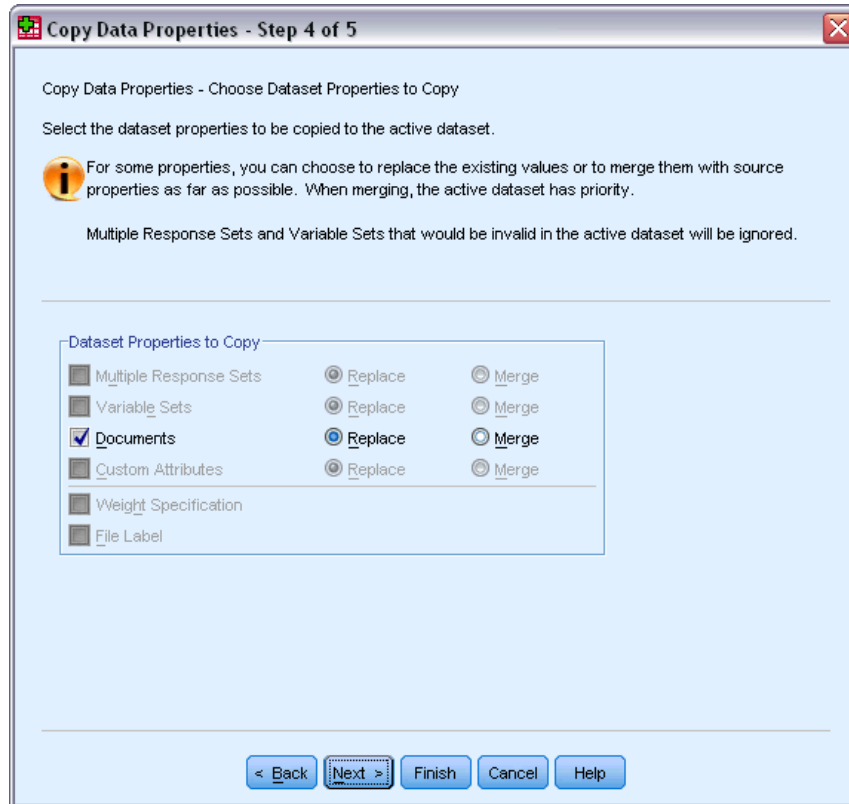 Copy Data Properties - Step 4 of 5
Copy Data Properties - Choose Dataset Properties to Copy
Select the dataset properties to be copied to the active dataset.
For some properties, you can choose to replace the existing values or to merge them with source
properties as far as possible. When merging, the active dataset has priority.
Multiple Response Sets and Variable Sets that would be invalid in the active dataset will be ignored.
Dataset Properties to Copy
Multiple Response Sets Replace Merge
Variable Sets Replace Merge
Documents Replace Merge
Custom Attributes Replace Merge
Weight Specification
File Label
< Back Next > Finish Cancel Help